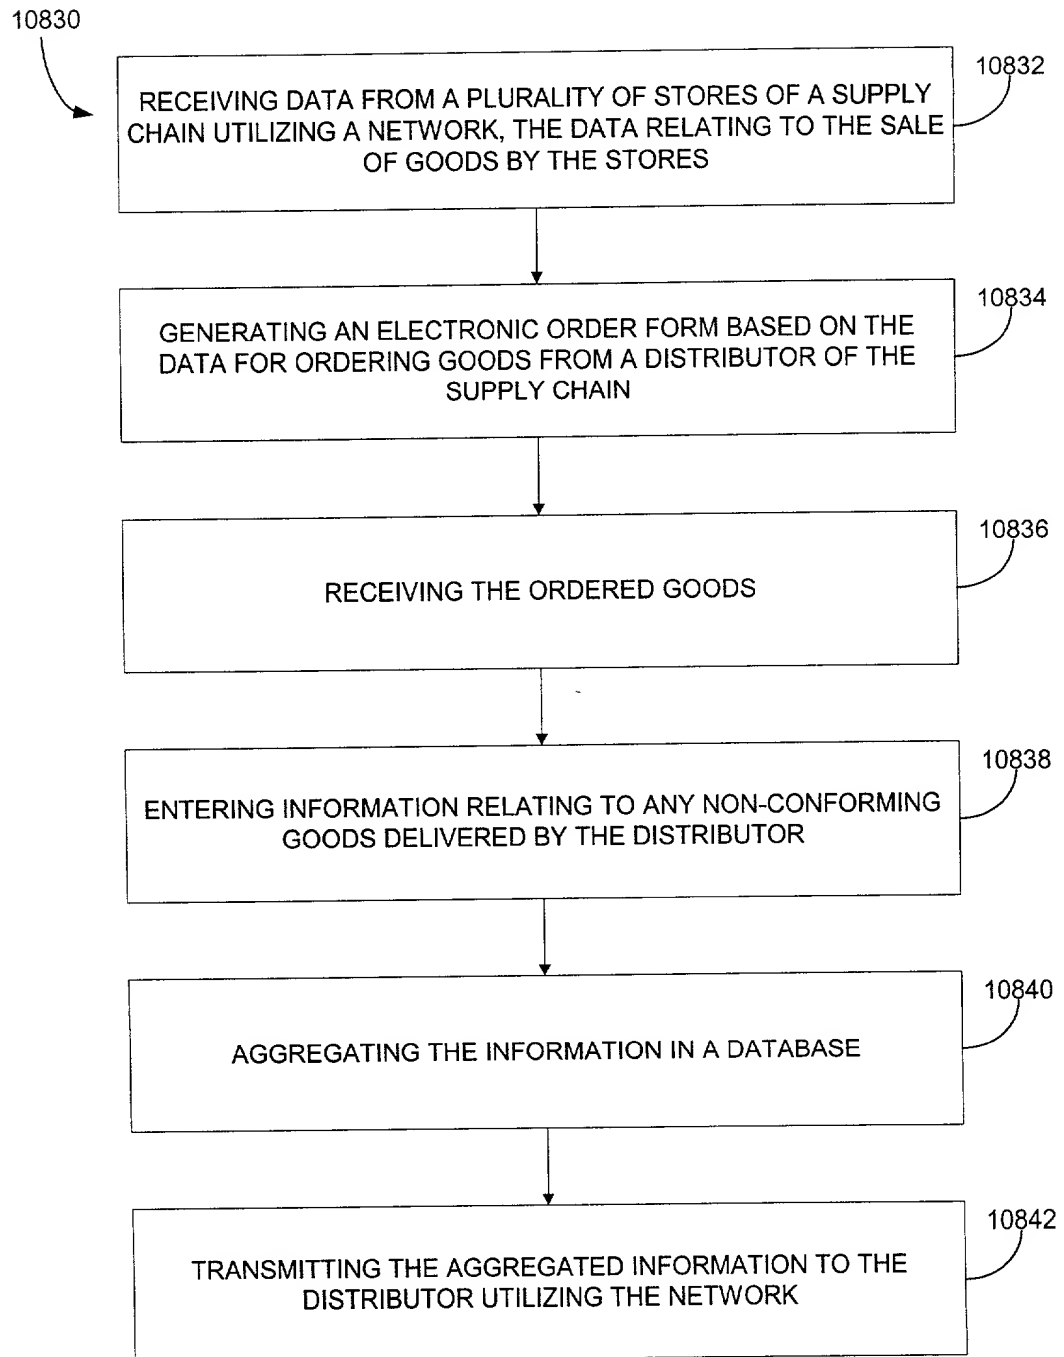 10830
10832
RECEIVING DATA FROM A PLURALITY OF STORES OF A SUPPLY
CHAIN UTILIZING A NETWORK, THE DATA RELATING TO THE SALE
OF GOODS BY THE STORES
10834
GENERATING AN ELECTRONIC ORDER FORM BASED ON THE
DATA FOR ORDERING GOODS FROM A DISTRIBUTOR OF THE
SUPPLY CHAIN
10836
RECEIVING THE ORDERED GOODS
10838
ENTERING INFORMATION RELATING TO ANY NON-CONFORMING
GOODS DELIVERED BY THE DISTRIBUTOR
10840
AGGREGATING THE INFORMATION IN A DATABASE
10842
TRANSMITTING THE AGGREGATED INFORMATION TO THE
DISTRIBUTOR UTILIZING THE NETWORK